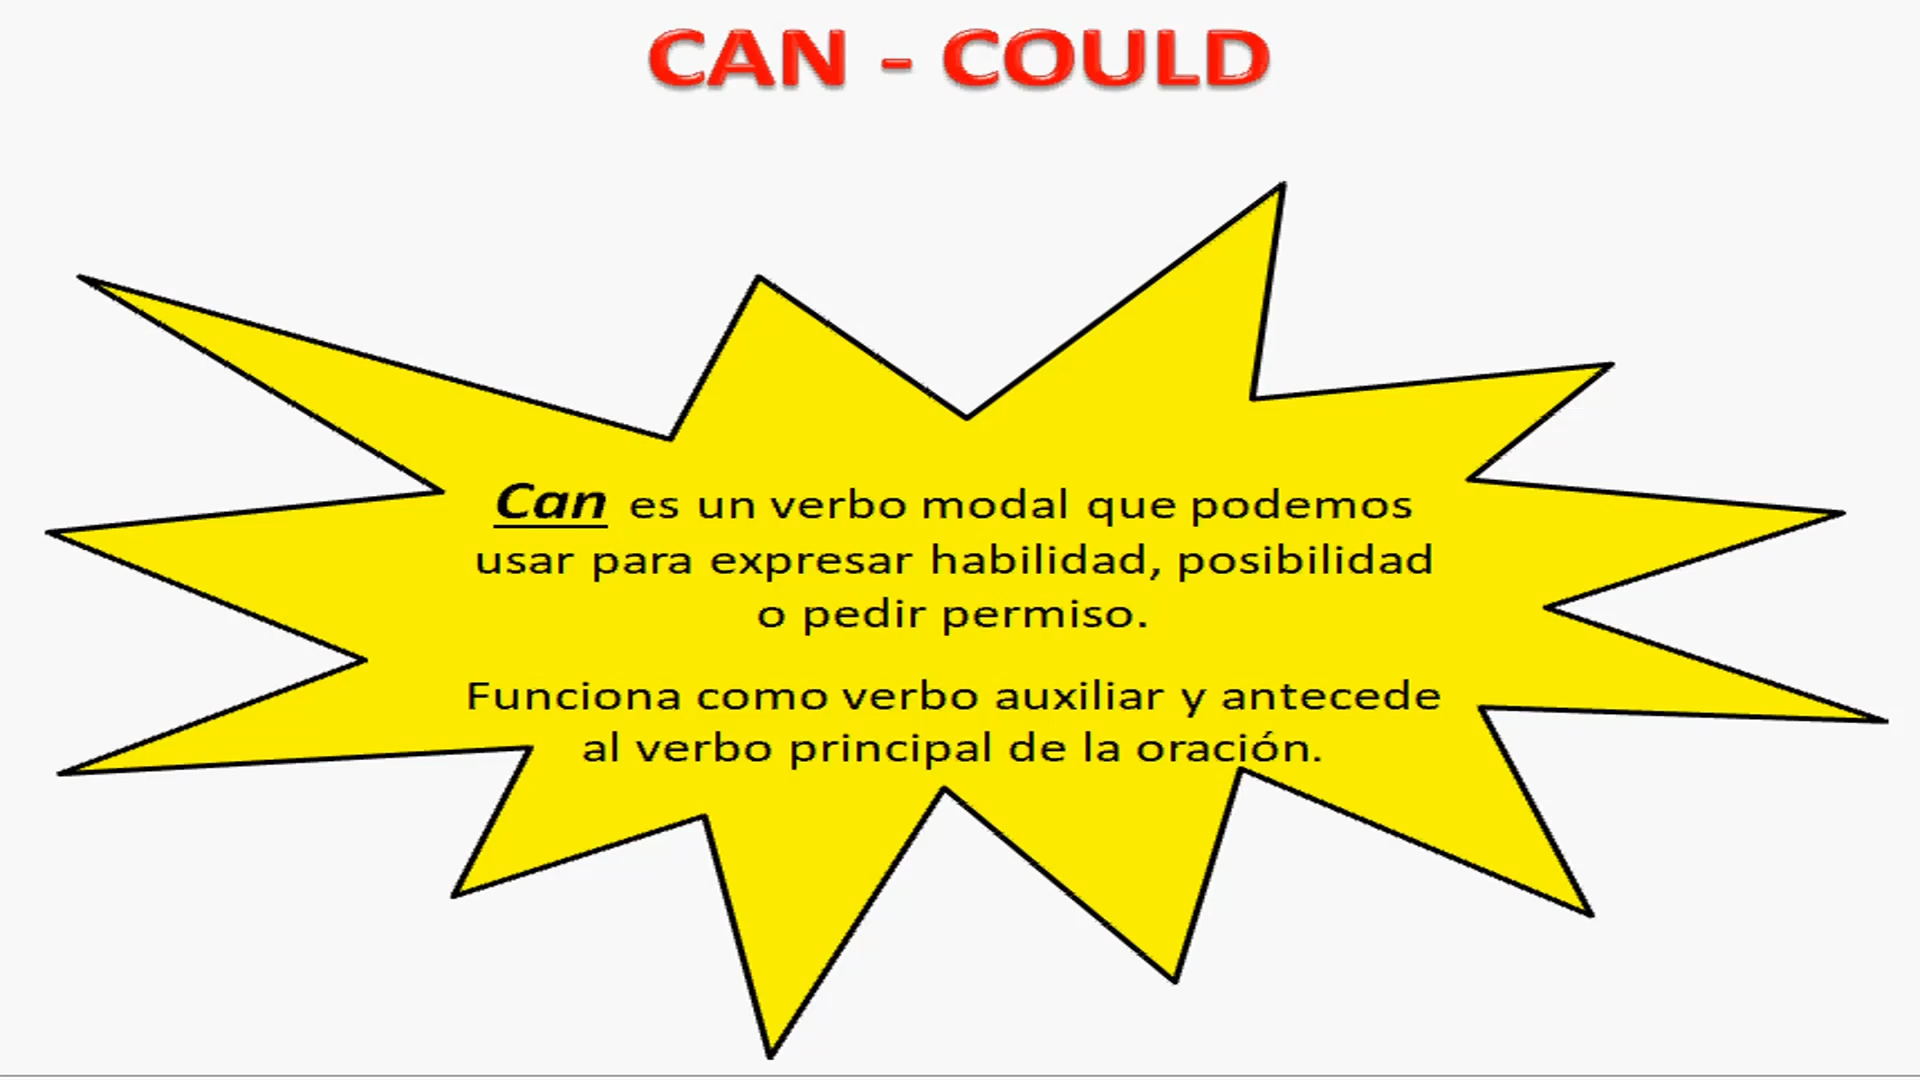 CAN - COULD
Can es un verbo modal que podemos
usar para expresar habilidad, posibilidad
o pedir permiso.
Funciona como verbo auxiliar y antecede
al verbo principal de la oración.